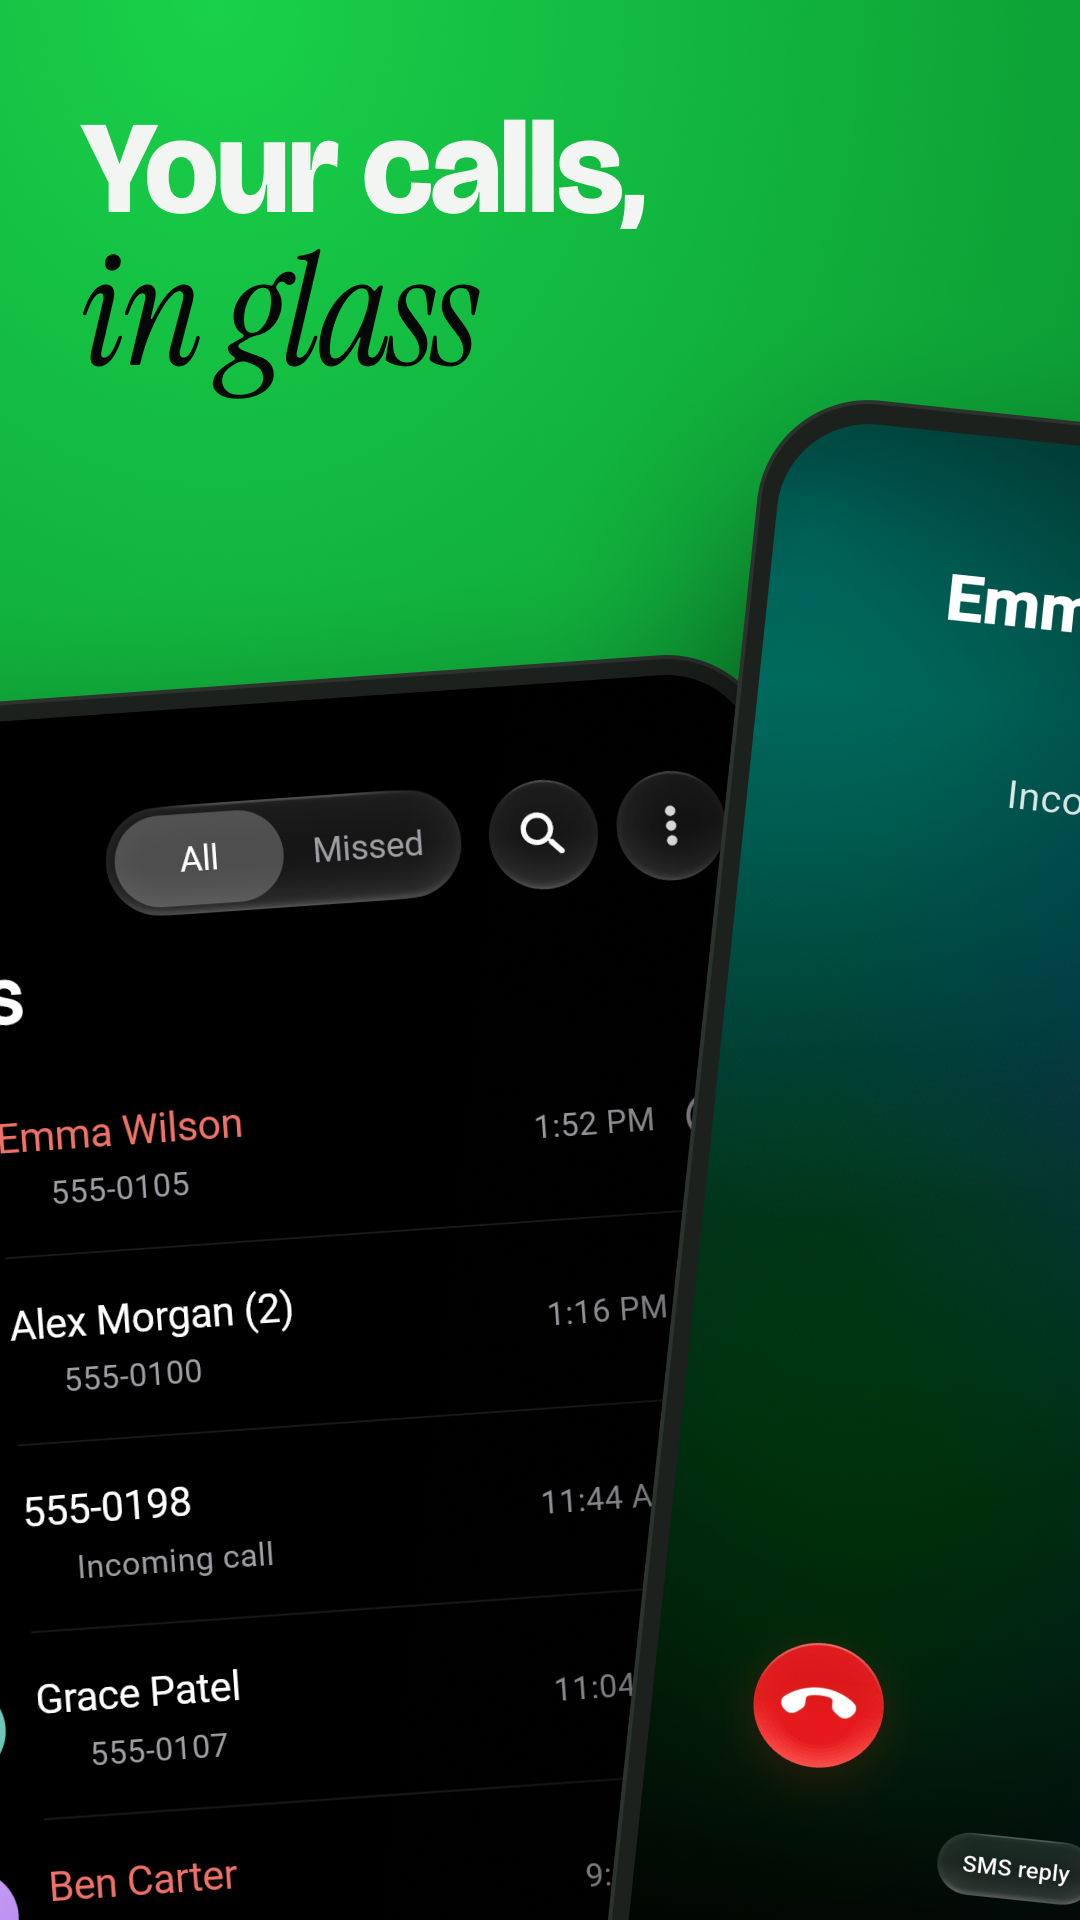 Your calls,
in glass
All
Missed
s
Emma Wilson
1:52 PM
555-0105
Alex Morgan (2)
1:16 PM
555-0100
555-0198
11:44 A
Incoming call
Grace Patel
11:04
555-0107
Ben Carter
9:
Emm
Inco
SMS reply